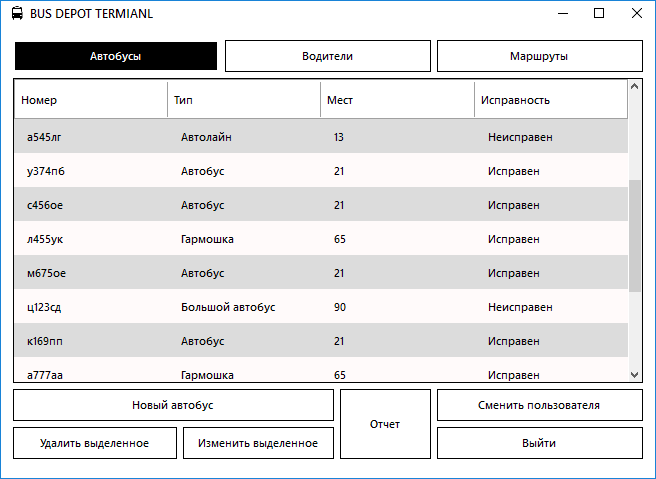 BUS DEPOT TERMIANL
Автобусы Водители Маршруты
Номер Тип Мест Исправность
а545лг Автолайн 13 Неисправен
у374пб Автобус 21 Исправен
с456ое Автобус 21 Исправен
л455ук Гармошка 65 Исправен
м675ое Автобус 21 Исправен
ц123сд Большой автобус 90 Неисправен
к169пп Автобус 21 Исправен
а777аа Гармошка 65 Исправен
Новый автобус Отчет Сменить пользователя
Удалить выделенное Изменить выделенное Выйти